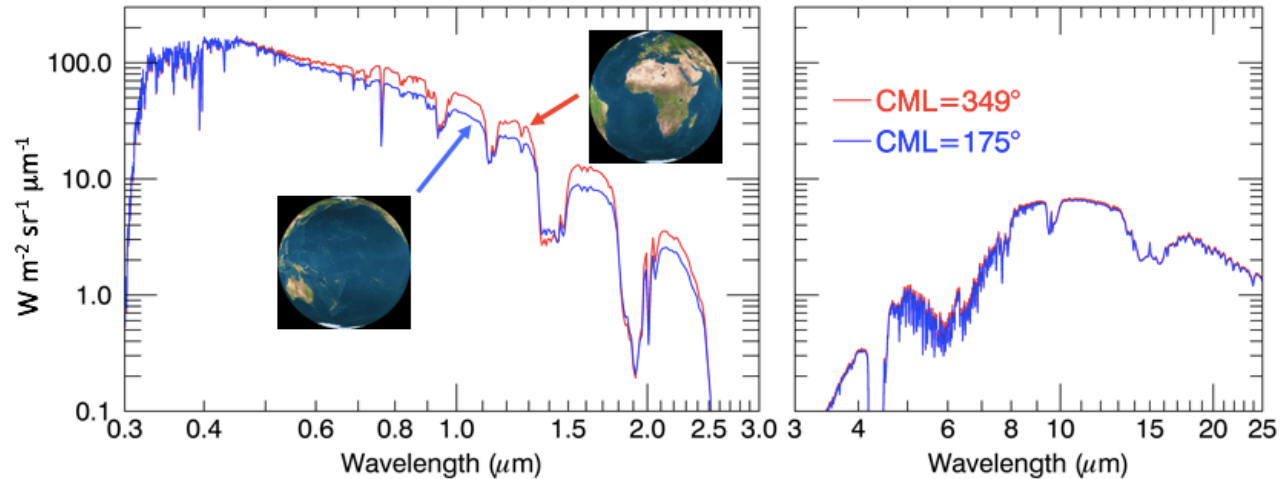 W m⁻² sr⁻¹ μm⁻¹
100.0
10.0
1.0
0.1
0.3 0.4 0.6 0.8 1.0 1.5 2.0 2.5 3.0
Wavelength (μm)
CML=349°
CML=175°
3 4 6 8 10 15 20 25
Wavelength (μm)